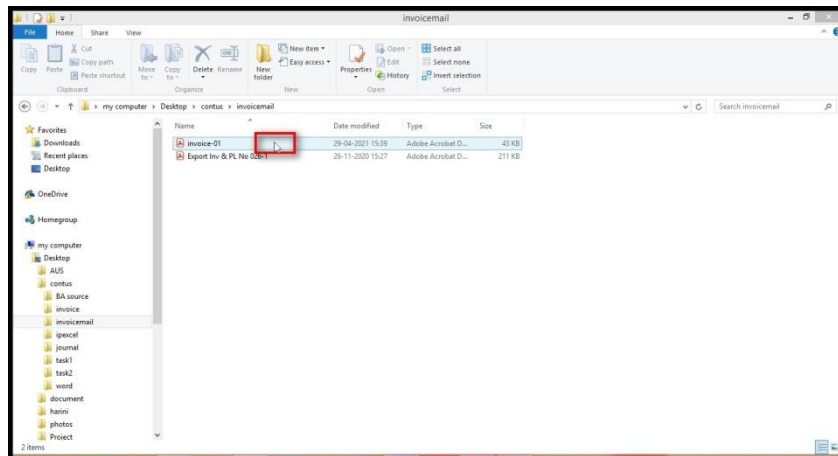 invoicemail
File Home Share View
Copy Paste Cut Copy path Paste shortcut Move to Copy to Delete Rename New folder New item Easy access Properties Open Edit History Select all Select none Invert selection
Clipboard Organize New Open Select
my computer Desktop contus invoicemail Search invoicemail
Name Date modified Type Size
invoice-01 29-04-2021 15:39 Adobe Acrobat D... 43 KB
Export Inv & PL No 026-1 26-11-2020 15:27 Adobe Acrobat D... 211 KB
Favorites
Downloads
Recent places
Desktop
OneDrive
Homegroup
my computer
Desktop
AUS
contus
BA source
invoice
invoicemail
ipexcel
journal
task1
task2
word
document
harini
photos
Project
2 items